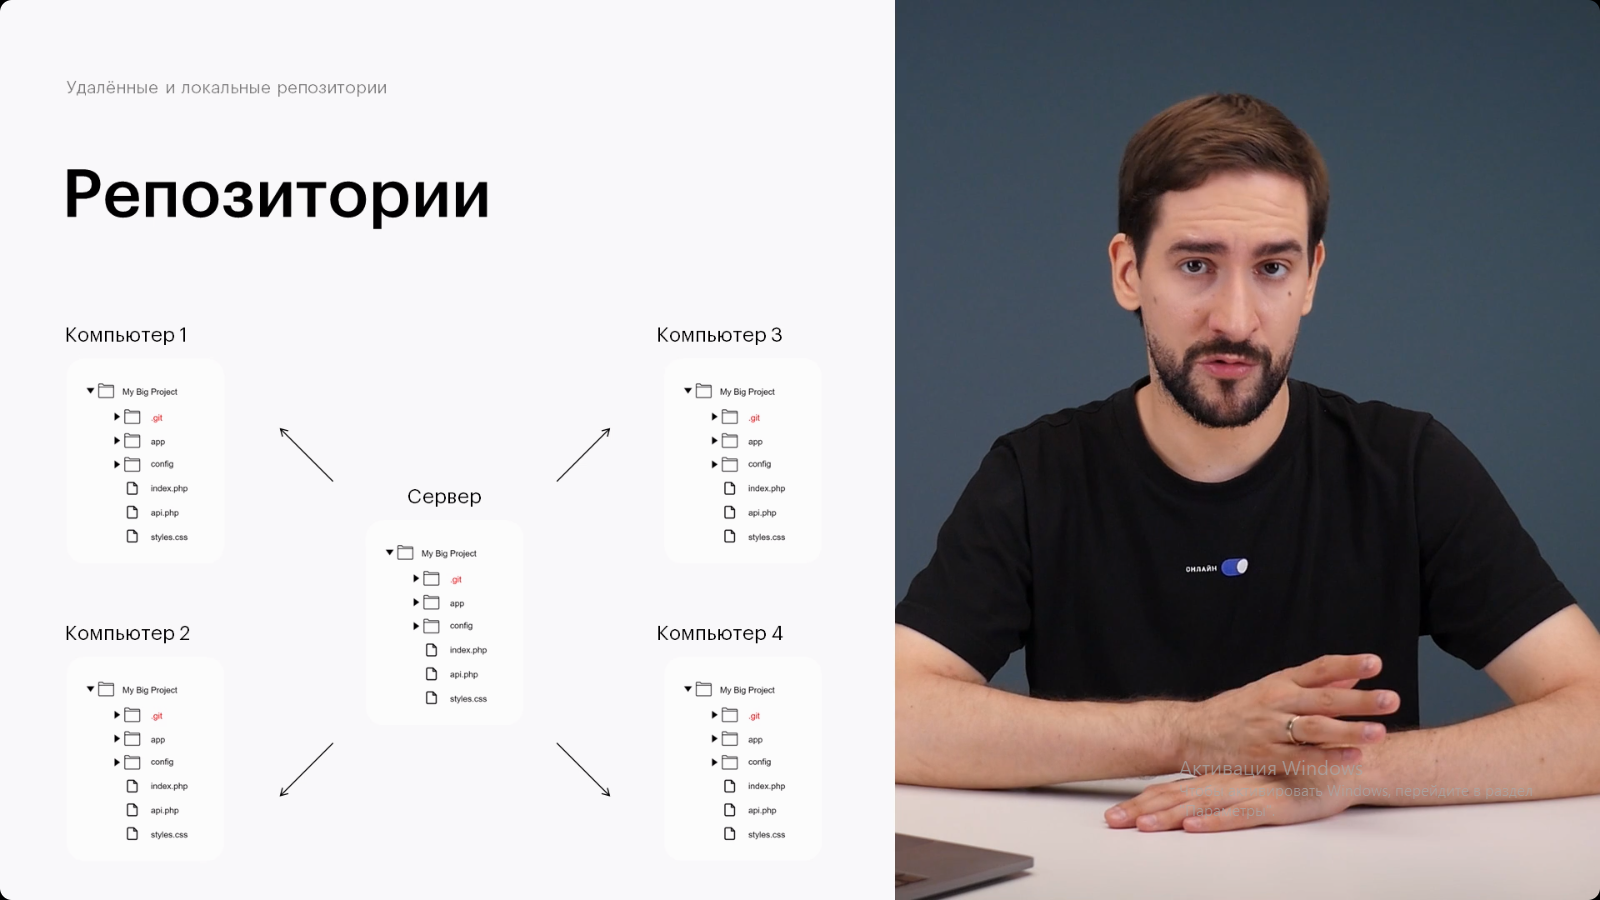 Удалённые и локальные репозитории
Репозитории
Компьютер 1
My Big Project
.git
app
config
index.php
api.php
styles.css
Компьютер 3
My Big Project
.git
app
config
index.php
api.php
styles.css
Сервер
My Big Project
.git
app
config
index.php
api.php
styles.css
Компьютер 2
My Big Project
.git
app
config
index.php
api.php
styles.css
Компьютер 4
My Big Project
.git
app
config
index.php
api.php
styles.css
ОНЛАЙН
Активация Windows
Windows, перейдите в раздел